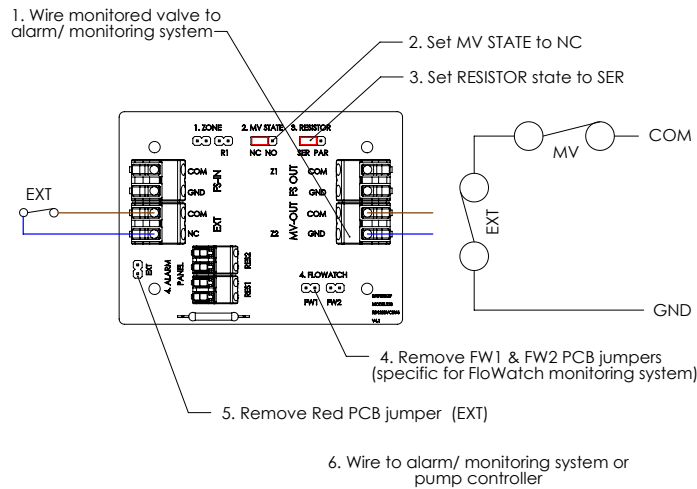 1. Wire monitored valve to
alarm/ monitoring system
2. Set MV STATE to NC
3. Set RESISTOR state to SER
1. ZONE
2. MV STATE
3. RESISTOR
R1
NC NO
SER PAR
COM
GND
FS-IN
COM
NC
EXT
Z1
Z2
FS OUT
COM
GND
MV-OUT
COM
GND
EXT
EXT
4. ALARM
PANEL
RES2
RES1
4. FLOWATCH
FW1 FW2
V4.1
MV
COM
EXT
GND
4. Remove FW1 & FW2 PCB jumpers
(specific for FloWatch monitoring system)
5. Remove Red PCB jumper (EXT)
6. Wire to alarm/ monitoring system or
pump controller